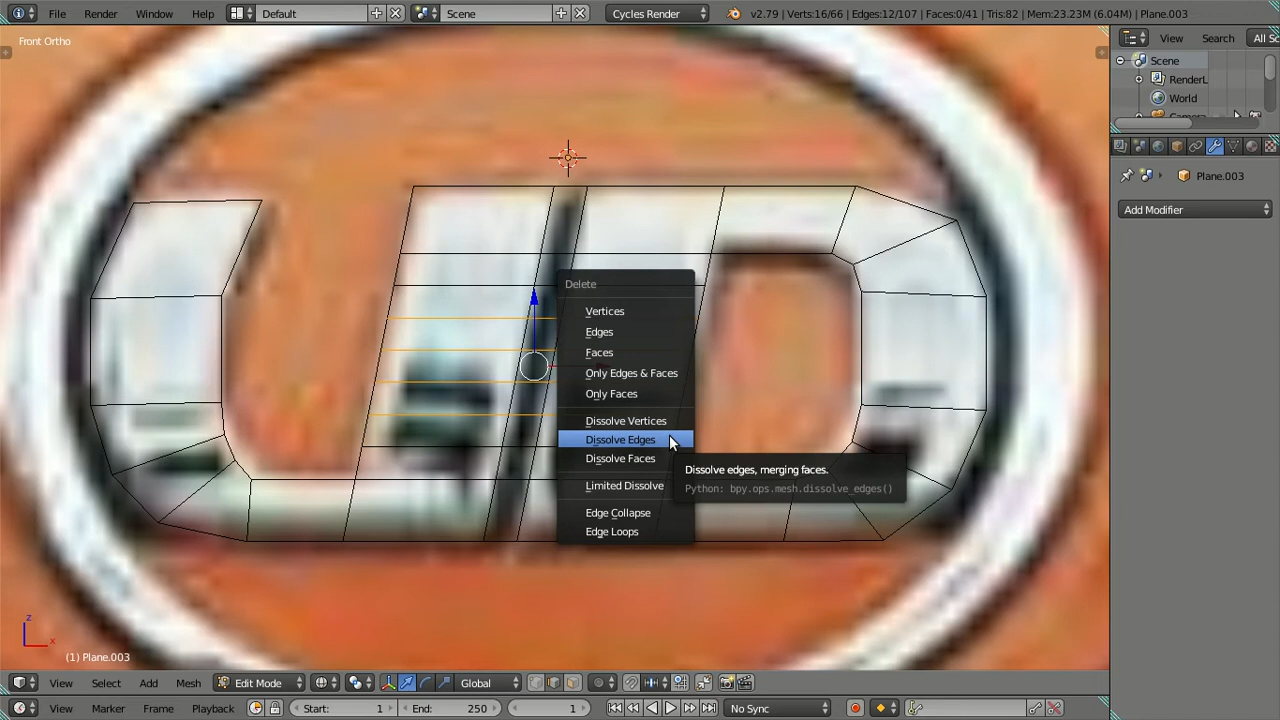 File Render Window Help Default Scene Cycles Render v2.79 | Verts:16/66 | Edges:12/107 | Faces:0/41 | Tris:82 | Mem:23.23M (6.04M) | Plane.003
Front Ortho
View Search All Sc
Scene
RenderL
World
Camera
Plane.003
Add Modifier
Delete
Vertices
Edges
Faces
Only Edges & Faces
Only Faces
Dissolve Vertices
Dissolve Edges
Dissolve Faces
Limited Dissolve
Edge Collapse
Edge Loops
Dissolve edges, merging faces.
Python: bpy.ops.mesh.dissolve_edges()
z
x
(1) Plane.003
View Select Add Mesh Edit Mode Global
View Marker Frame Playback Start: 1 End: 250 1 No Sync